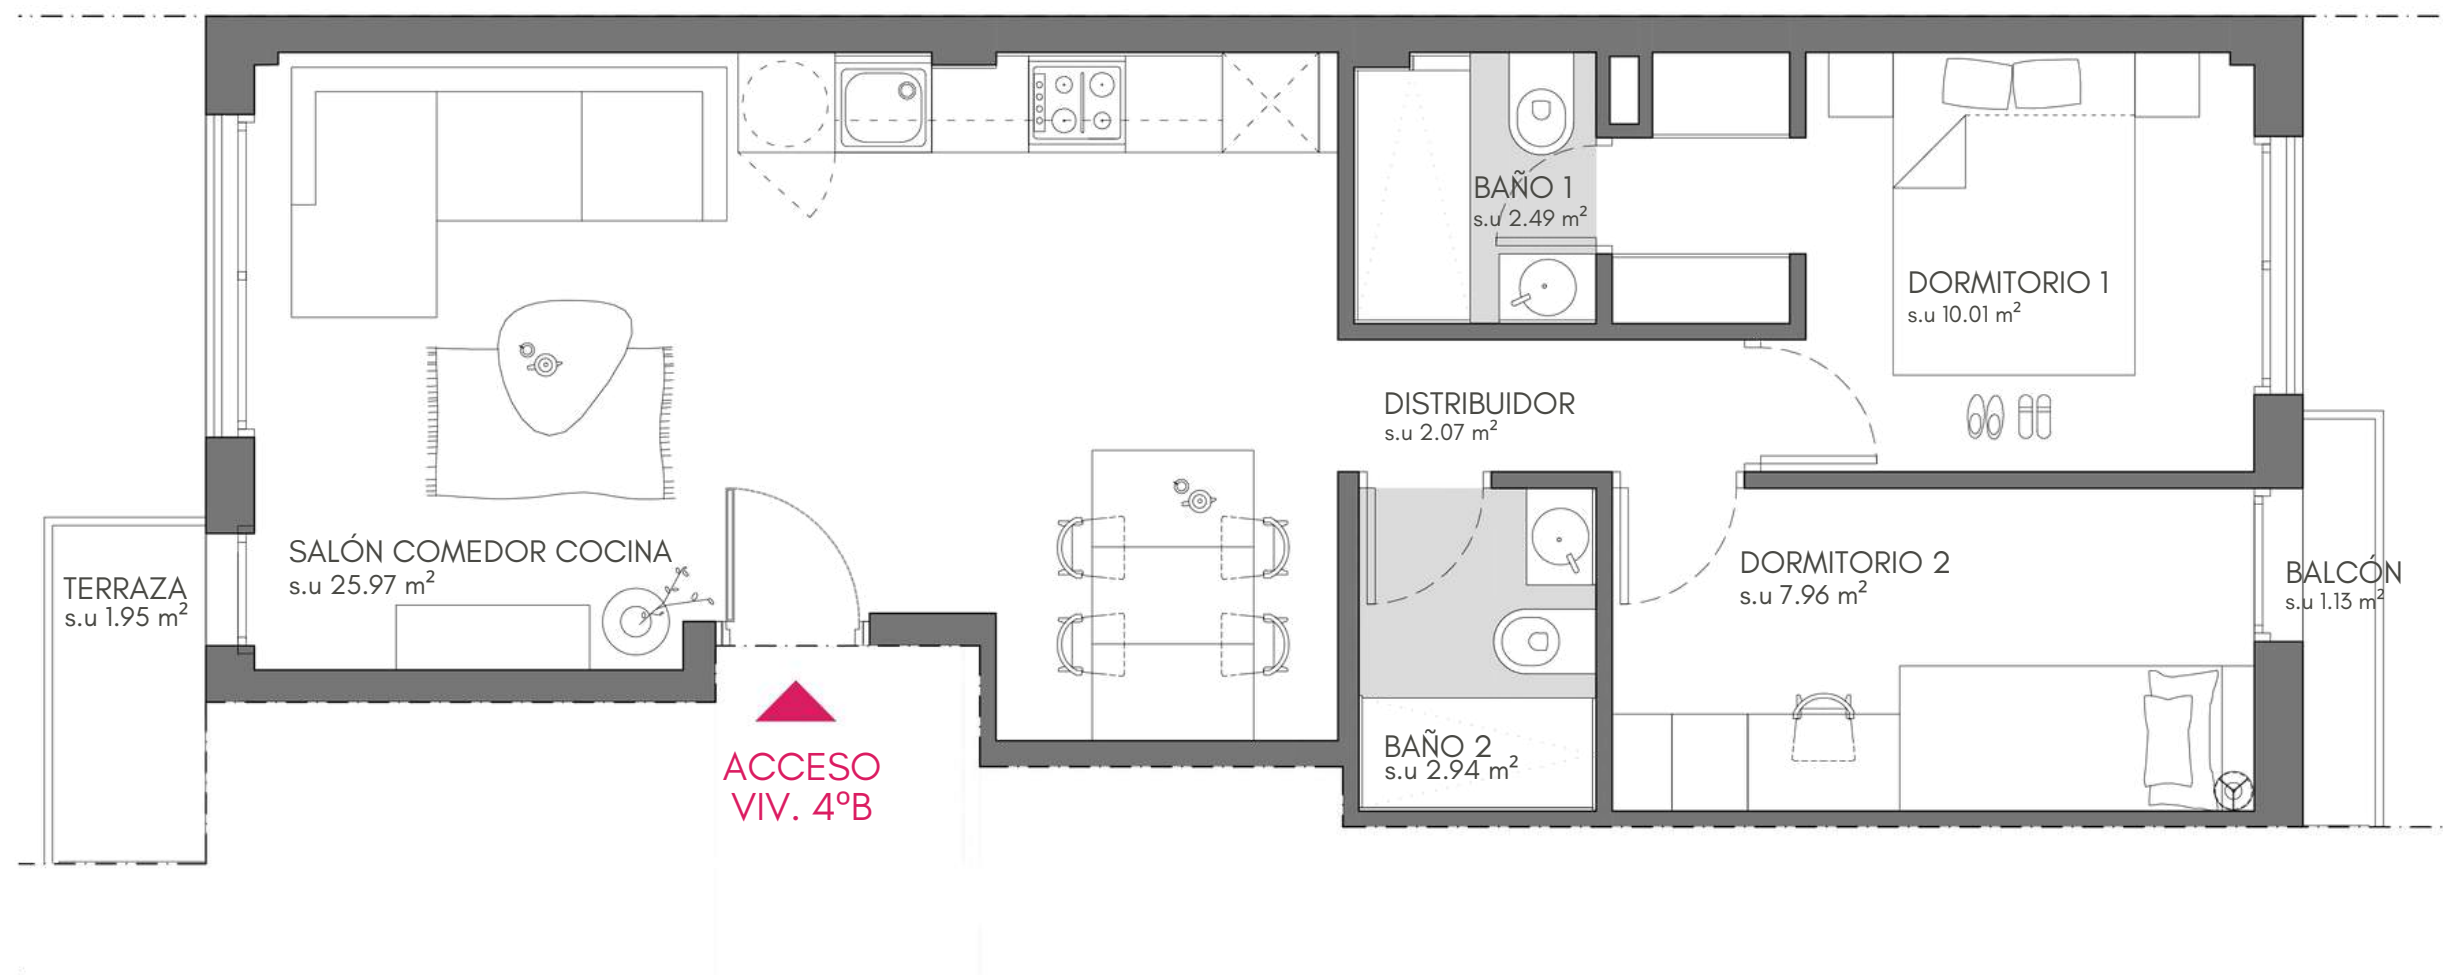 BAÑO 1
s.u 2.49 m²
DORMITORIO 1
s.u 10.01 m²
DISTRIBUIDOR
s.u 2.07 m²
SALÓN COMEDOR COCINA
s.u 25.97 m²
TERRAZA
s.u 1.95 m²
DORMITORIO 2
s.u 7.96 m²
BALCÓN
s.u 1.13 m²
BAÑO 2
s.u 2.94 m²
ACCESO
VIV. 4ºB